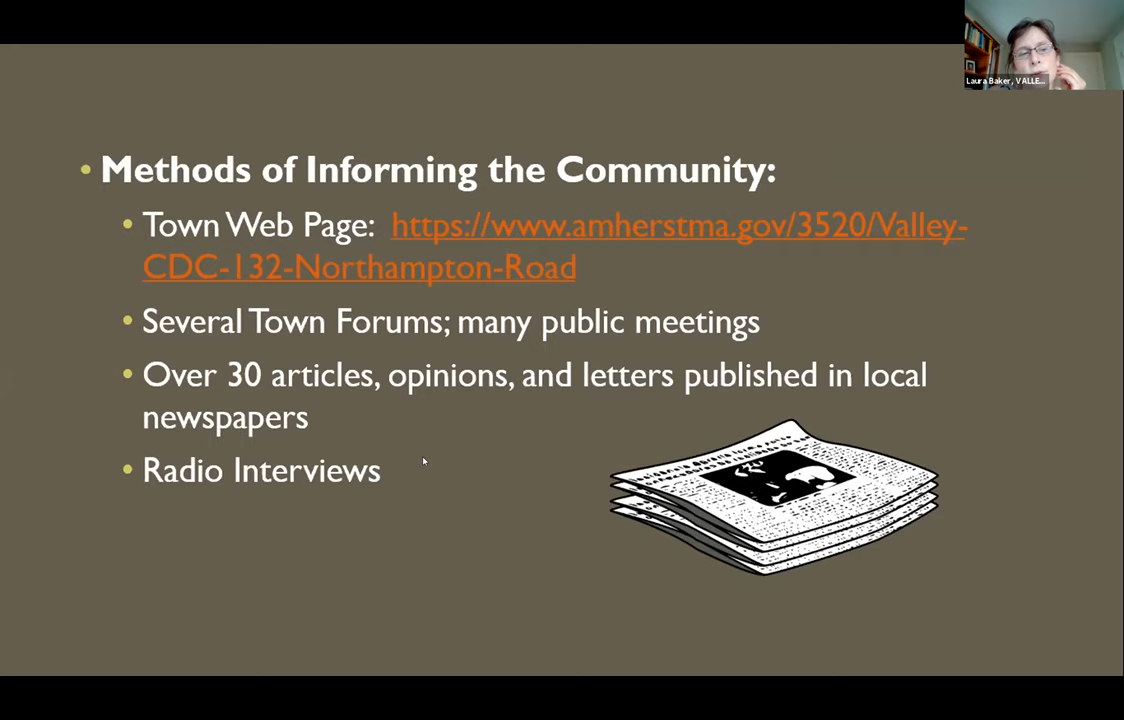 Laura Baker, VALLE...
• Methods of Informing the Community:
• Town Web Page: https://www.amherstma.gov/3520/Valley-
CDC-132-Northampton-Road
• Several Town Forums; many public meetings
• Over 30 articles, opinions, and letters published in local
newspapers
• Radio Interviews